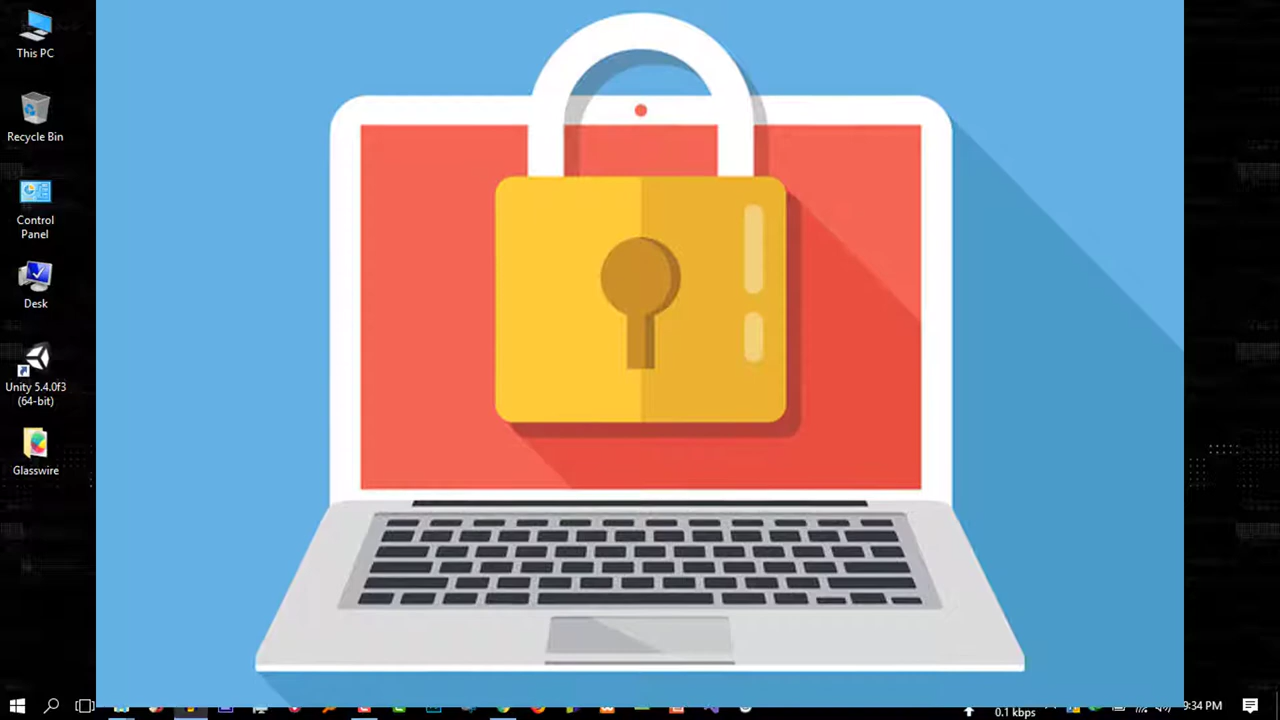 This PC
Recycle Bin
Control
Panel
Desk
Unity 5.4.0f3
(64-bit)
Glasswire
0.1 kbps
9:34 PM